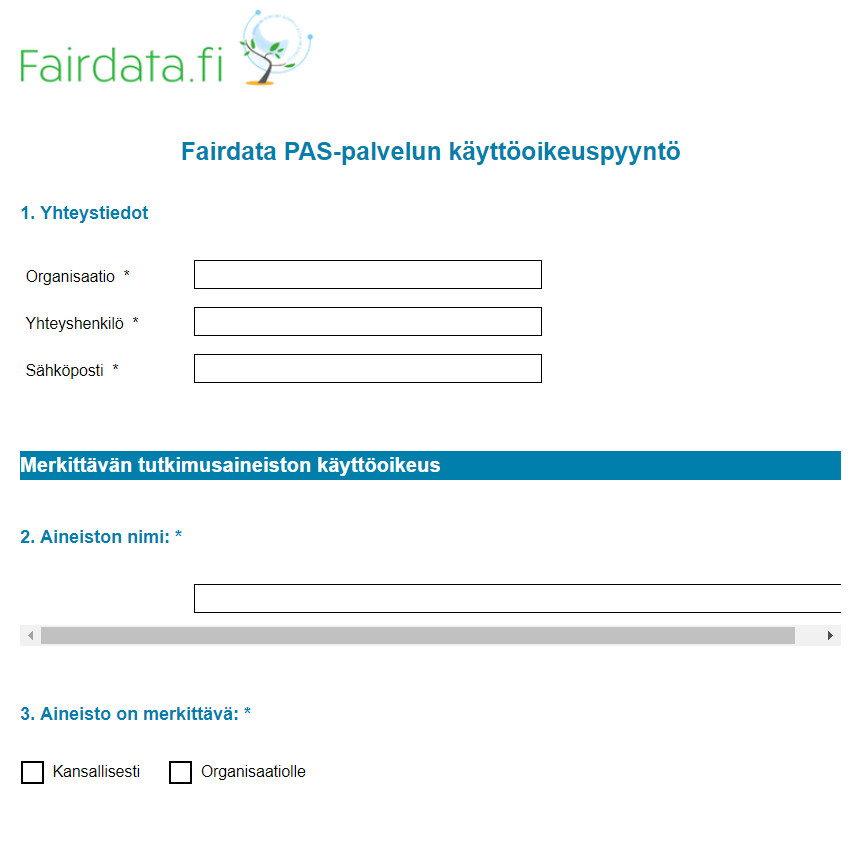 Fairdata.fi
Fairdata PAS-palvelun käyttöoikeuspyyntö
1. Yhteystiedot
Organisaatio *
Yhteyshenkilö *
Sähköposti *
Merkittävän tutkimusaineiston käyttöoikeus
2. Aineiston nimi: *
3. Aineisto on merkittävä: *
Kansallisesti Organisaatiolle